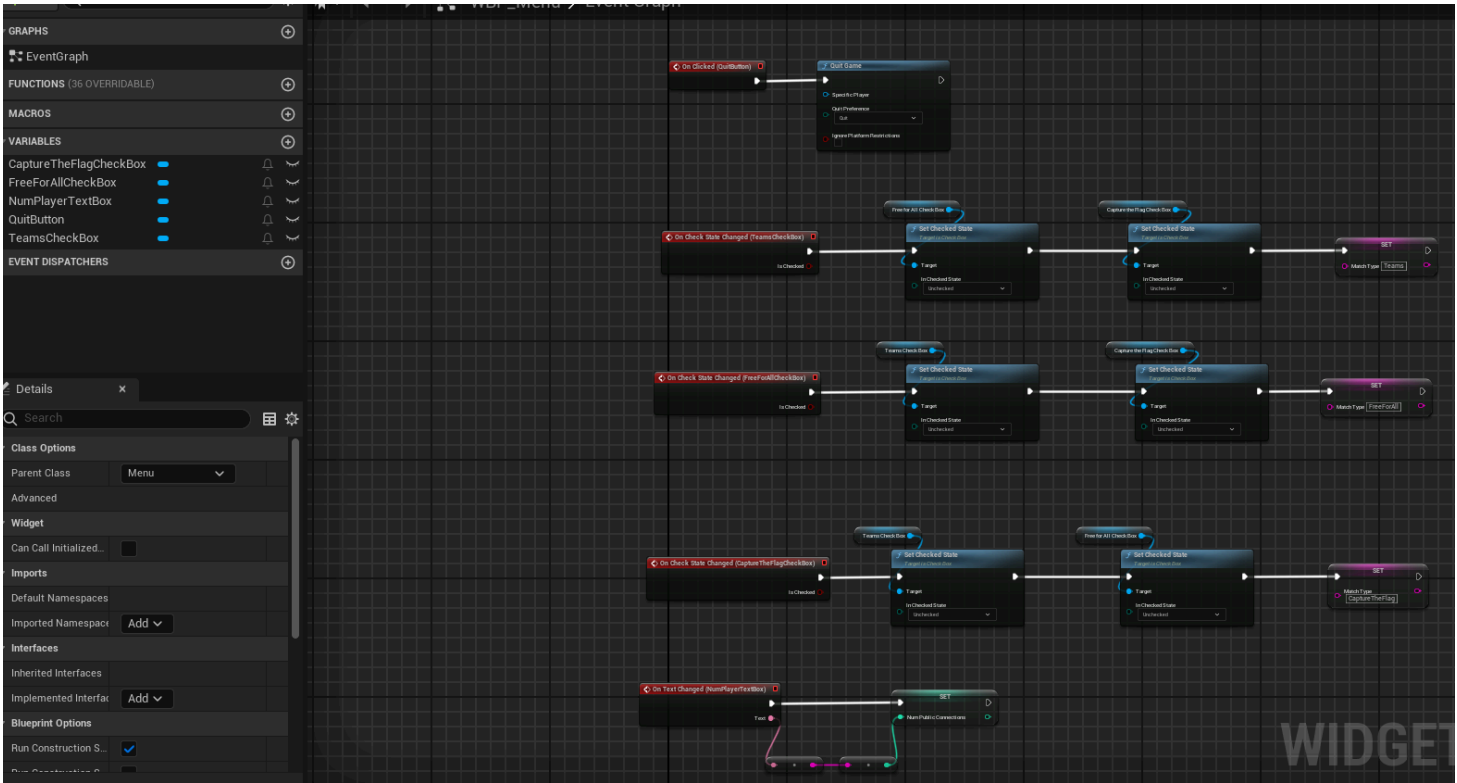 GRAPHS
EventGraph
FUNCTIONS (36 OVERRIDABLE)
MACROS
VARIABLES
CaptureTheFlagCheckBox
FreeForAllCheckBox
NumPlayerTextBox
QuitButton
TeamsCheckBox
EVENT DISPATCHERS
Details
Search
Class Options
Parent Class Menu
Advanced
Widget
Can Call Initialized...
Imports
Default Namespaces
Imported Namespace Add
Interfaces
Inherited Interfaces
Implemented Interfac Add
Blueprint Options
Run Construction S...
On Clicked (QuitButton)
Quit Game
Specific Player
Quit Preference
Quit
Ignore Platform Restrictions
Free for All Check Box
Capture the Flag Check Box
On Check State Changed (TeamsCheckBox)
Is Checked
Set Checked State
Target is Check Box
Target
In Checked State
Unchecked
Set Checked State
Target is Check Box
Target
In Checked State
Unchecked
SET
Match Type Teams
Teams Check Box
Capture the Flag Check Box
On Check State Changed (FreeForAllCheckBox)
Is Checked
Set Checked State
Target is Check Box
Target
In Checked State
Unchecked
Set Checked State
Target is Check Box
Target
In Checked State
Unchecked
SET
Match Type FreeForAll
Teams Check Box
Free for All Check Box
On Check State Changed (CaptureTheFlagCheckBox)
Is Checked
Set Checked State
Target is Check Box
Target
In Checked State
Unchecked
Set Checked State
Target is Check Box
Target
In Checked State
Unchecked
SET
Match Type
CaptureTheFlag
On Text Changed (NumPlayerTextBox)
Text
SET
Num Public Connections
WIDGET